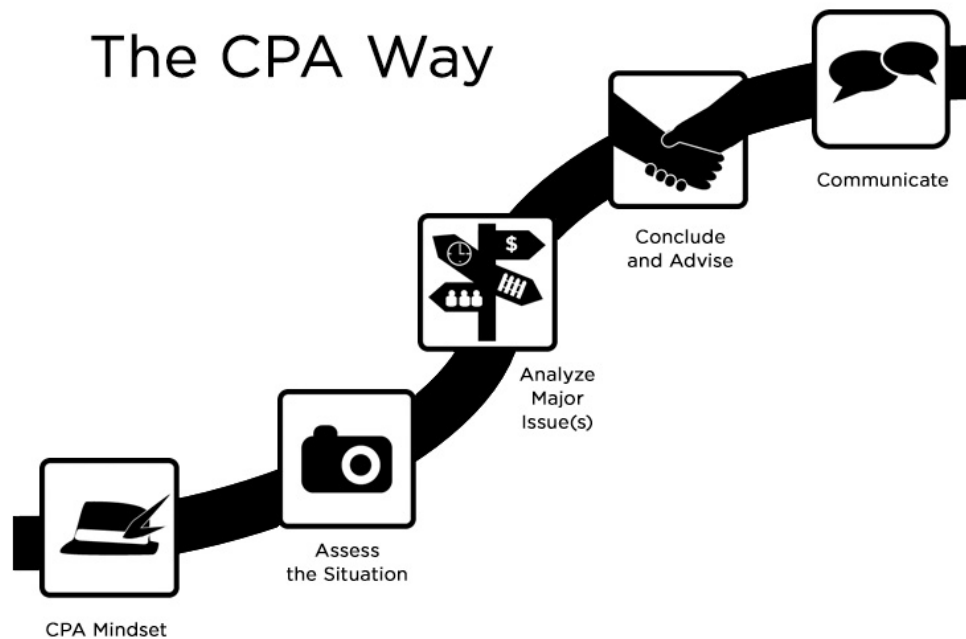 The CPA Way
CPA Mindset
Assess
the Situation
$
Analyze
Major
Issue(s)
Conclude
and Advise
Communicate